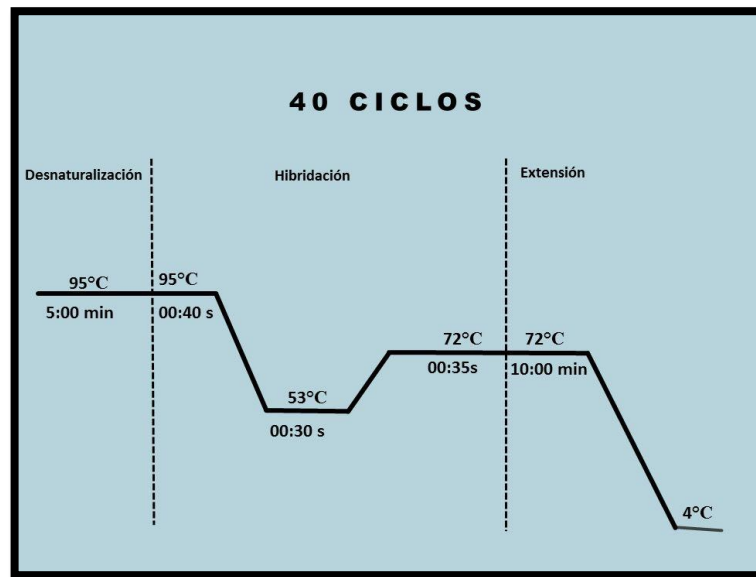 40 CICLOS
Desnaturalización
Hibridación
Extensión
95°C
95°C
5:00 min
00:40 s
72°C
72°C
00:35s
10:00 min
53°C
00:30 s
4°C